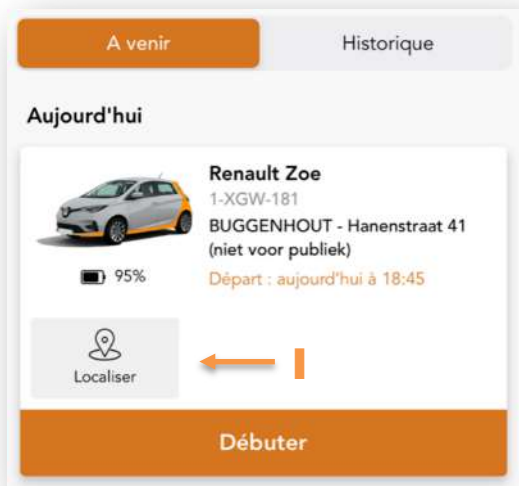 A venir
Historique
Aujourd'hui
Renault Zoe
1-XGW-181
BUGGENHOUT - Hanenstraat 41
(niet voor publiek)
95%
Départ : aujourd'hui à 18:45
Localiser
Débuter